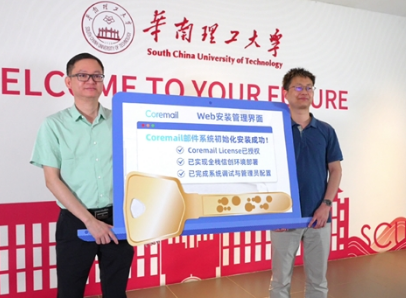 华南理工大学
South China University of Technology
WELCOME TO YOUR FUTURE
Coremail Web安装管理界面
Coremail邮件系统初始化安装成功!
Coremail License已授权
已实现全栈信创环境部署
已完成系统调试与管理员配置